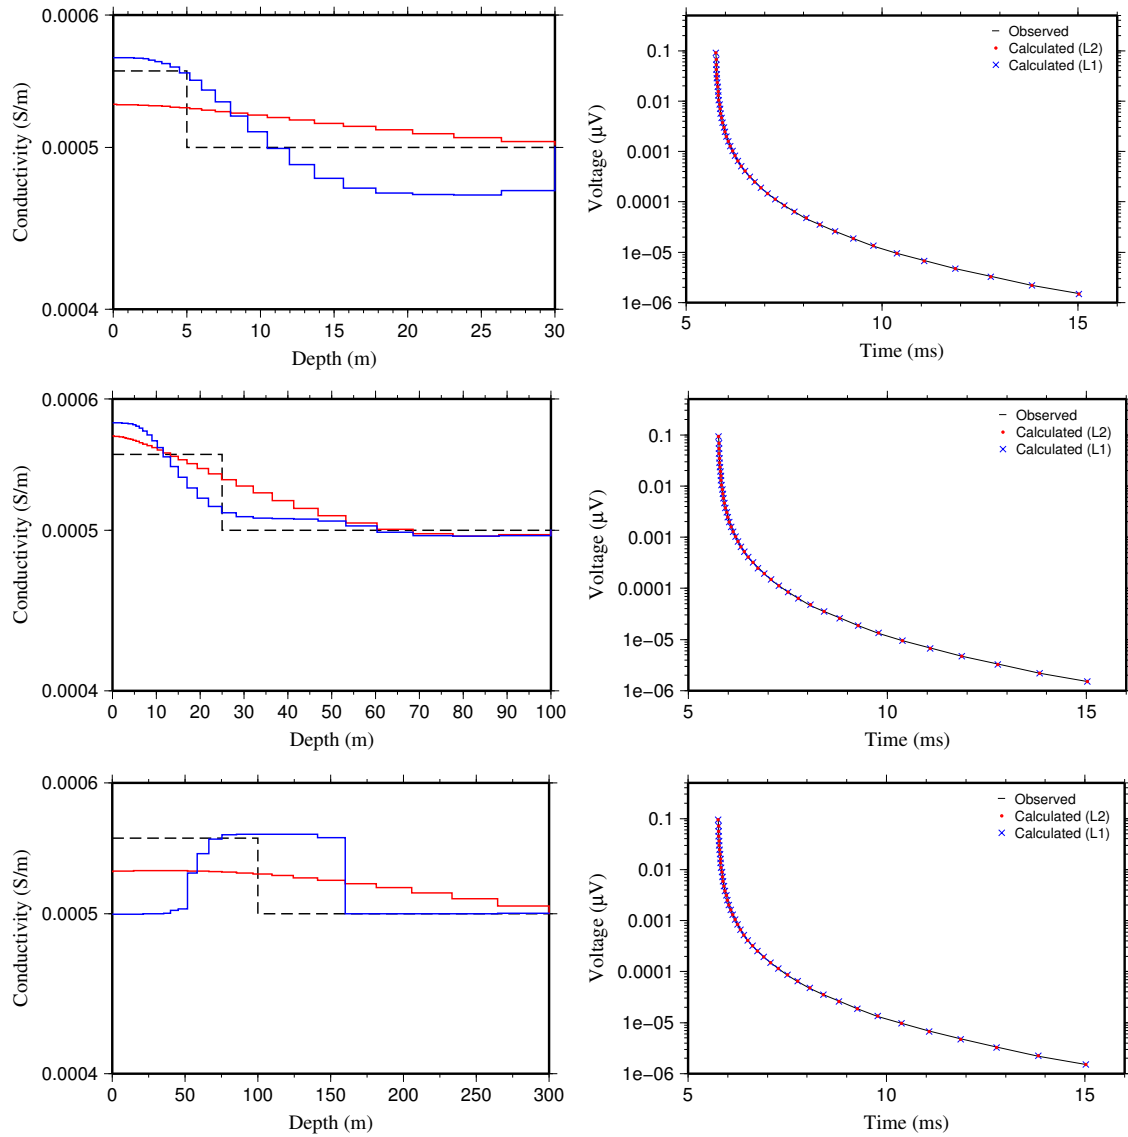 0.0006
0.0005
0.0004
Conductivity (S/m)
0 5 10 15 20 25 30
Depth (m)
0.1
0.01
0.001
0.0001
1e-05
1e-06
Voltage (µV)
Observed
Calculated (L2)
Calculated (L1)
5 10 15
Time (ms)
0.0006
0.0005
0.0004
Conductivity (S/m)
0 10 20 30 40 50 60 70 80 90 100
Depth (m)
0.1
0.01
0.001
0.0001
1e-05
1e-06
Voltage (µV)
Observed
Calculated (L2)
Calculated (L1)
5 10 15
Time (ms)
0.0006
0.0005
0.0004
Conductivity (S/m)
0 50 100 150 200 250 300
Depth (m)
0.1
0.01
0.001
0.0001
1e-05
1e-06
Voltage (µV)
Observed
Calculated (L2)
Calculated (L1)
5 10 15
Time (ms)